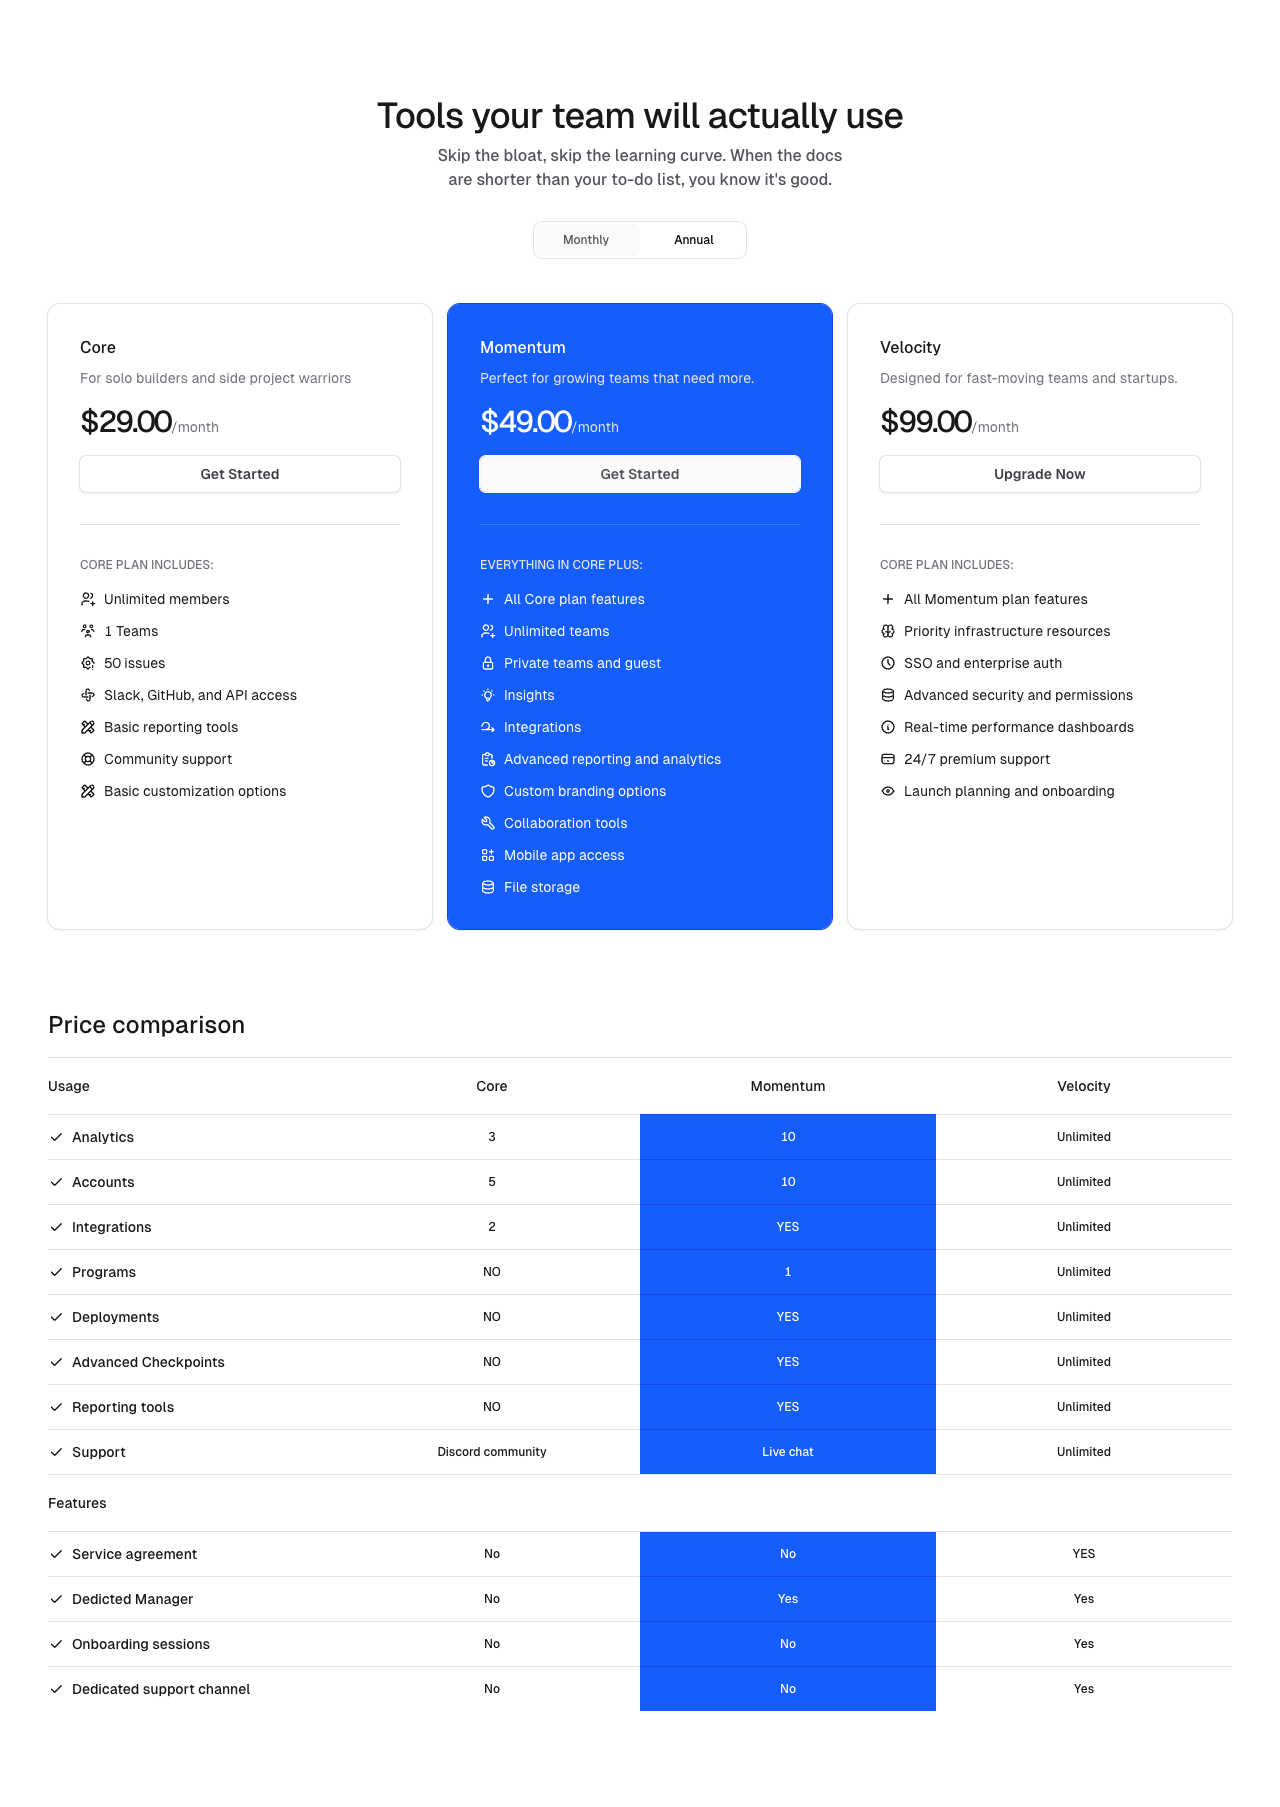 Tools your team will actually use
Skip the bloat, skip the learning curve. When the docs
are shorter than your to-do list, you know it's good.
Monthly
Annual
Core
For solo builders and side project warriors
$29.00/month
Get Started
CORE PLAN INCLUDES:
Unlimited members
1 Teams
50 issues
Slack, GitHub, and API access
Basic reporting tools
Community support
Basic customization options
Momentum
Perfect for growing teams that need more.
$49.00/month
Get Started
EVERYTHING IN CORE PLUS:
All Core plan features
Unlimited teams
Private teams and guest
Insights
Integrations
Advanced reporting and analytics
Custom branding options
Collaboration tools
Mobile app access
File storage
Velocity
Designed for fast-moving teams and startups.
$99.00/month
Upgrade Now
CORE PLAN INCLUDES:
All Momentum plan features
Priority infrastructure resources
SSO and enterprise auth
Advanced security and permissions
Real-time performance dashboards
24/7 premium support
Launch planning and onboarding
Price comparison
Usage Core Momentum Velocity
Analytics 3 10 Unlimited
Accounts 5 10 Unlimited
Integrations 2 YES Unlimited
Programs NO 1 Unlimited
Deployments NO YES Unlimited
Advanced Checkpoints NO YES Unlimited
Reporting tools NO YES Unlimited
Support Discord community Live chat Unlimited
Features
Service agreement No No YES
Dedicted Manager No Yes Yes
Onboarding sessions No No Yes
Dedicated support channel No No Yes